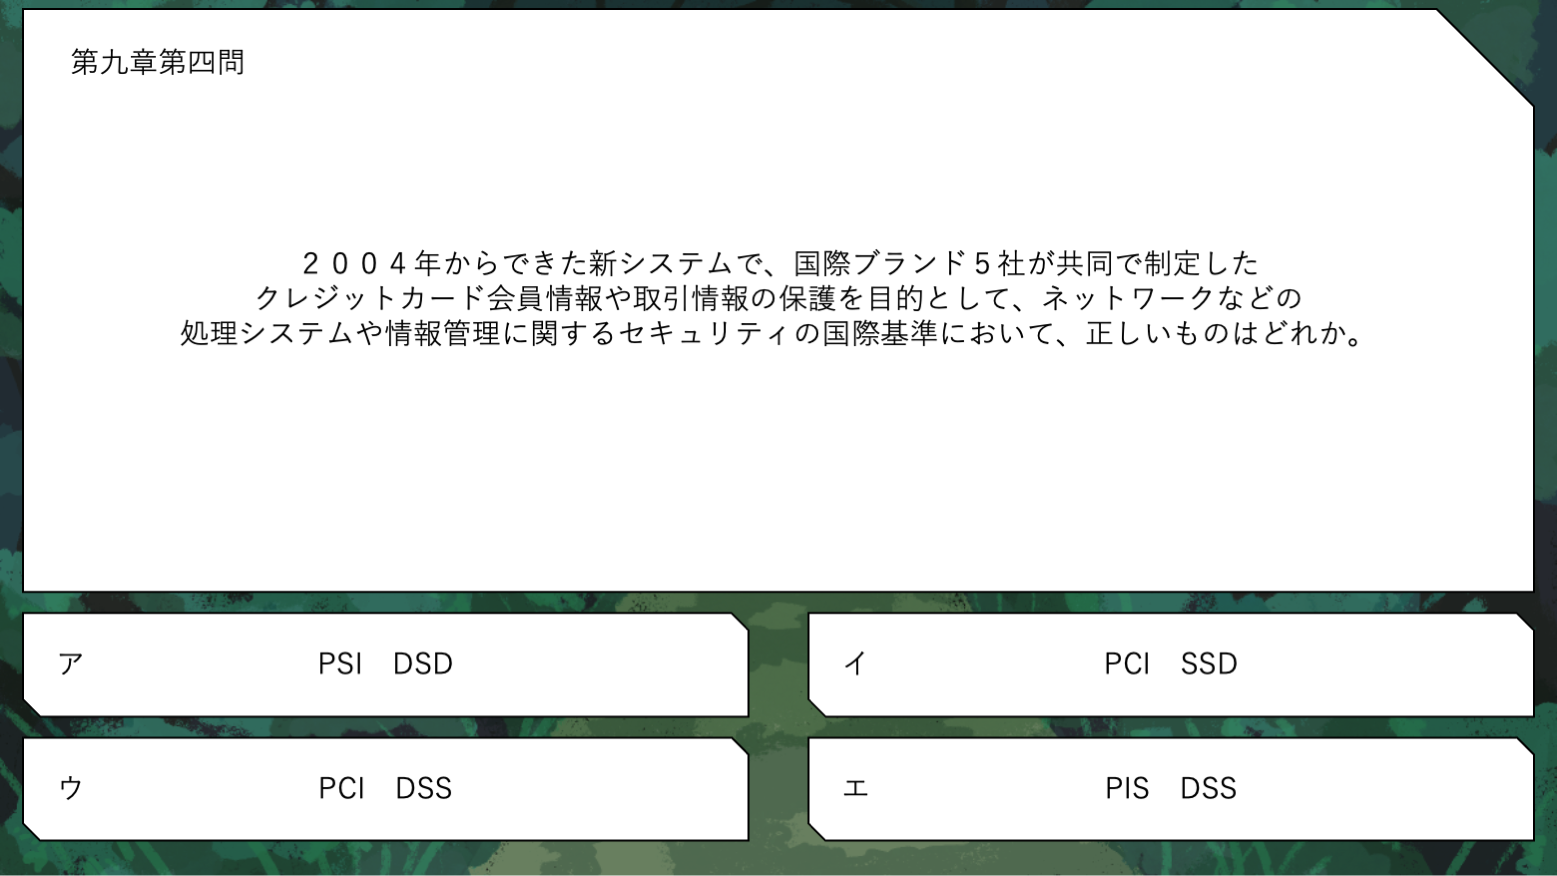 第九章第四問
２００４年からできた新システムで、国際ブランド５社が共同で制定した
クレジットカード会員情報や取引情報の保護を目的として、ネットワークなどの
処理システムや情報管理に関するセキュリティの国際基準において、正しいものはどれか。
ア　PSI　DSD
イ　PCI　SSD
ウ　PCI　DSS
エ　PIS　DSS